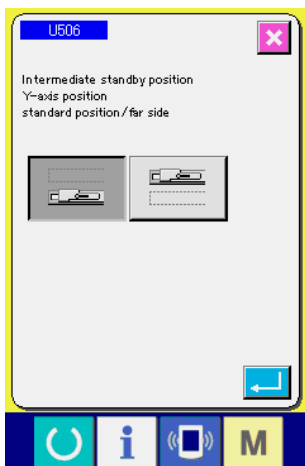 U506
Intermediate standby position
Y-axis position
standard position/far side
M